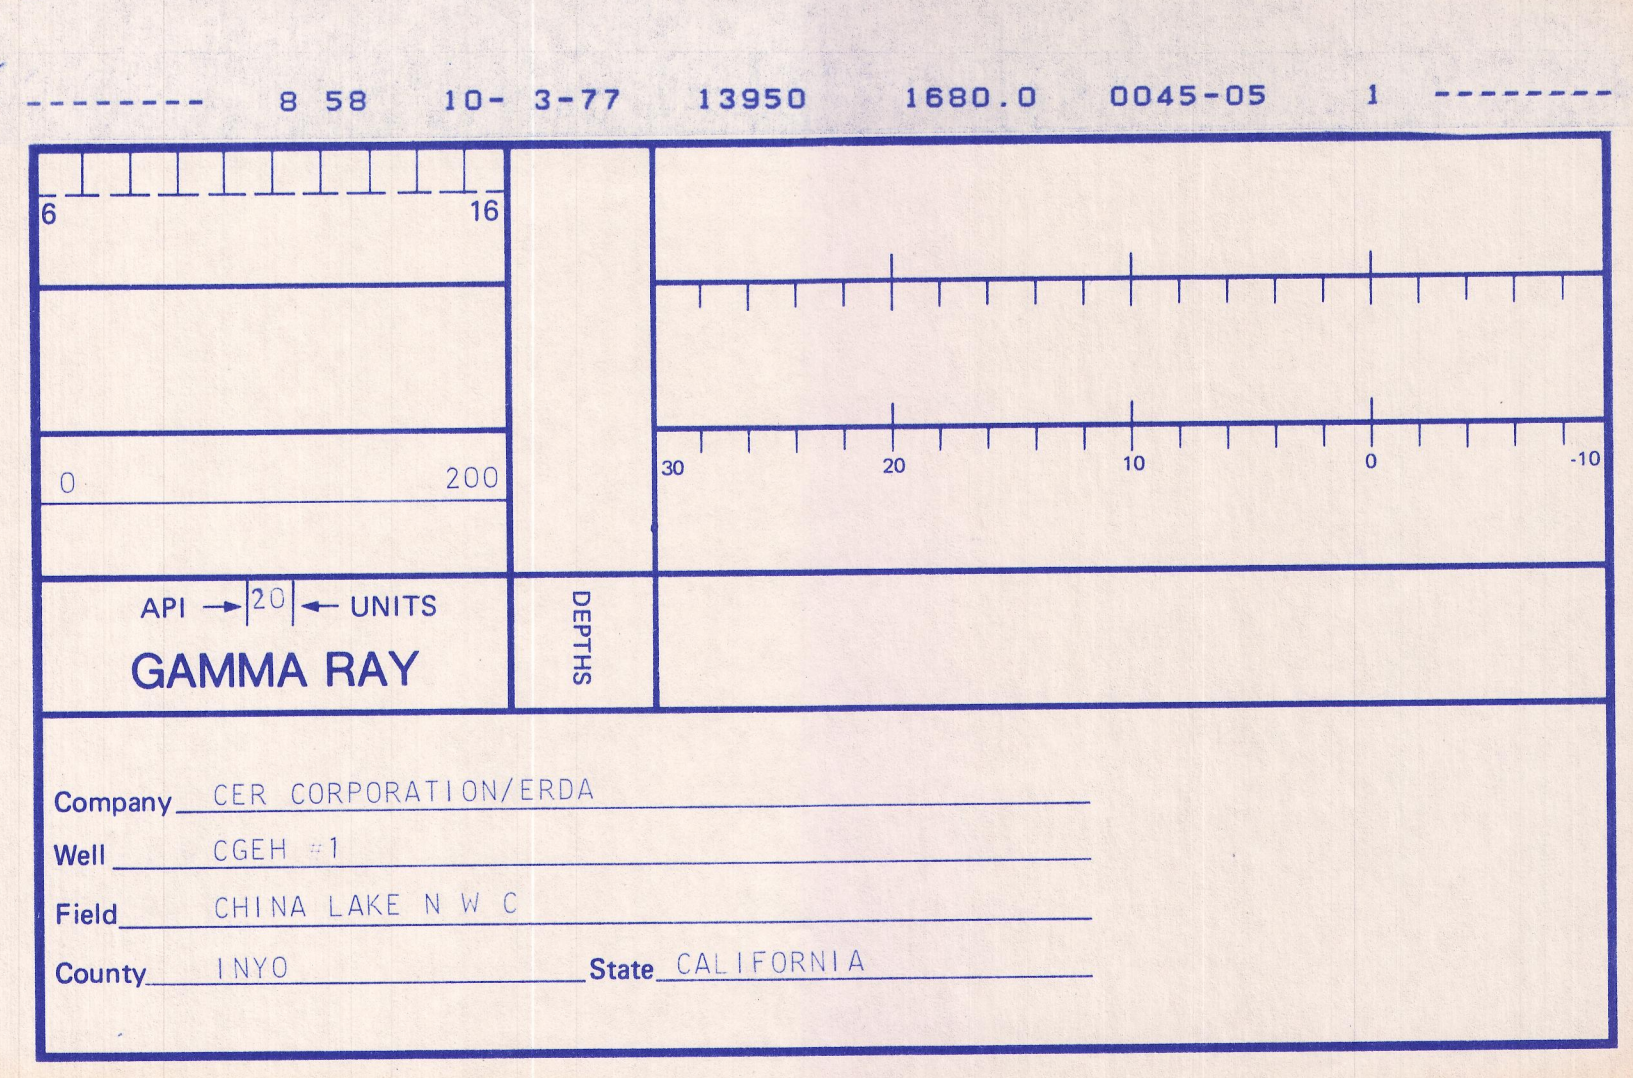 -------- 8 58 10- 3-77 13950 1680.0 0045-05 1 --------
6 16
30 20 10 0 -10
0 200
API → 20 ← UNITS
GAMMA RAY
DEPTHS
Company CER CORPORATION/ERDA
Well CGEH #1
Field CHINA LAKE N W C
County INYO State CALIFORNIA